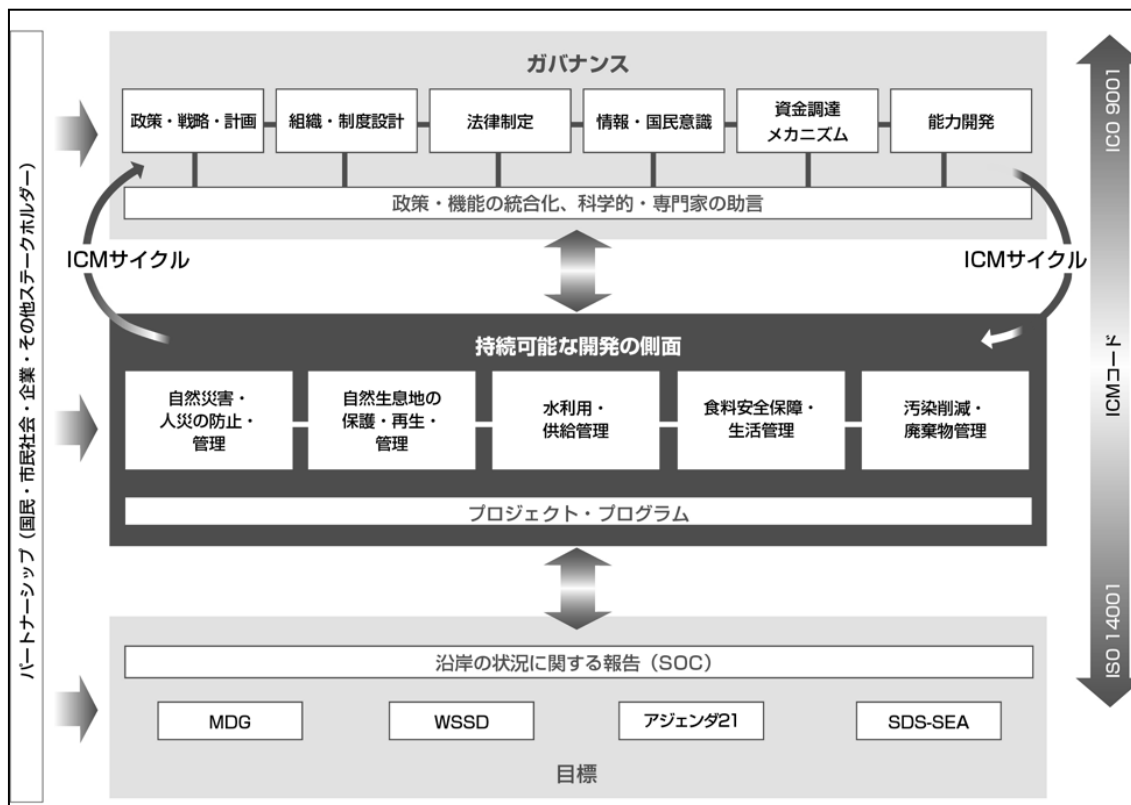 パートナーシップ（国民・市民社会・企業・その他ステークホルダー）
ガバナンス
政策・戦略・計画
組織・制度設計
法律制定
情報・国民意識
資金調達
メカニズム
能力開発
政策・機能の統合化、科学的・専門家の助言
ICMサイクル
ICMサイクル
持続可能な開発の側面
自然災害・
人災の防止・
管理
自然生息地の
保護・再生・
管理
水利用・
供給管理
食料安全保障・
生活管理
汚染削減・
廃棄物管理
プロジェクト・プログラム
沿岸の状況に関する報告（SOC）
MDG
WSSD
アジェンダ21
SDS-SEA
目標
ICO 9001
ICMコード
ISO 14001